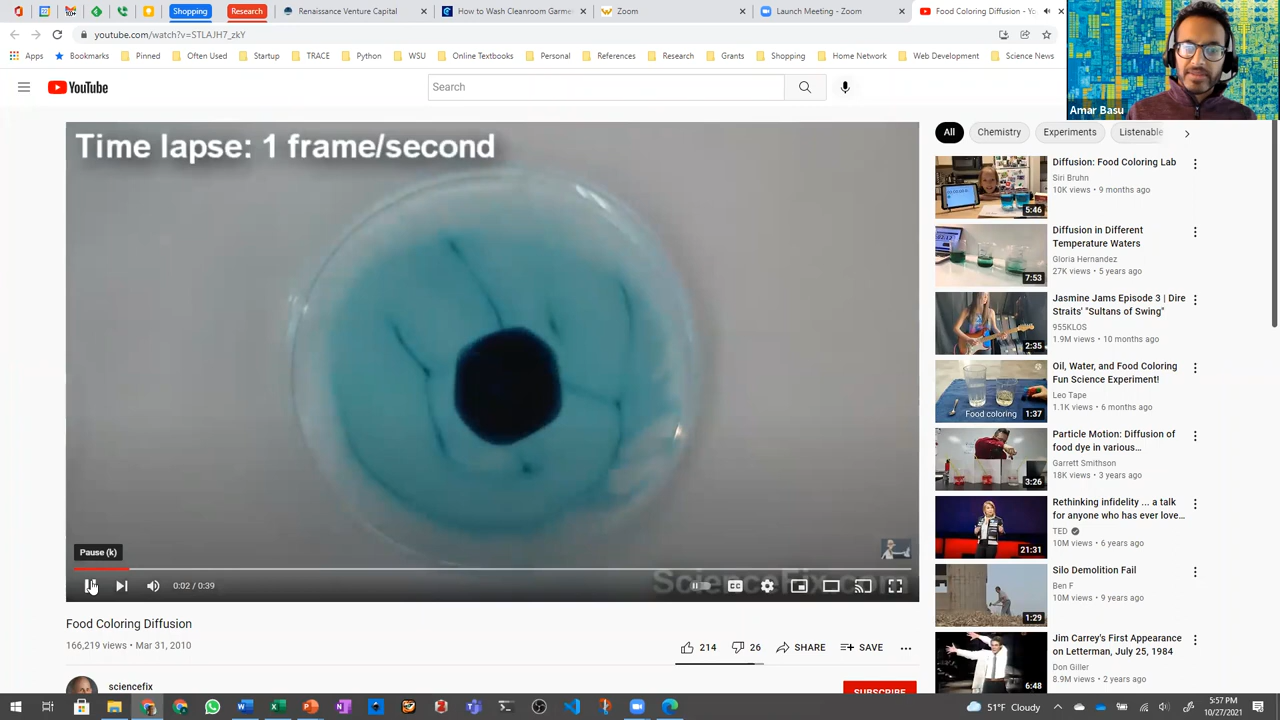 Shopping
Research
Renaissance Venture Capital
How to Wash Cleanroom Garme
Zoom
Launch Meeting - Zoom
Food Coloring Diffusion - Yo
youtube.com/watch?v=STLAJH7_zkY
Apps
Bookmarks
Pinned
Often Used
Startup
TRACE
Photility
WSU
Online Textbooks
Personal
References
Research
Grants
Shopping
Home Network
Web Development
Science News
YouTube
Search
Amar Basu
Time lapse: 1 frame/second
Pause (k)
0:02 / 0:39
CC
Food Coloring Diffusion
166,219 views • Mar 31, 2010
214
26
SHARE
SAVE
sciencefix
SUBSCRIBE
All
Chemistry
Experiments
Listenable
Diffusion: Food Coloring Lab
Siri Bruhn
10K views • 9 months ago
5:46
Diffusion in Different
Temperature Waters
Gloria Hernandez
27K views • 5 years ago
7:53
Jasmine Jams Episode 3 | Dire
Straits' "Sultans of Swing"
955KLOS
1.9M views • 10 months ago
2:35
Oil, Water, and Food Coloring
Fun Science Experiment!
Leo Tape
1.1K views • 6 months ago
Food coloring
1:37
Particle Motion: Diffusion of
food dye in various…
Garrett Smithson
18K views • 3 years ago
3:26
Rethinking infidelity ... a talk
for anyone who has ever love…
TED
10M views • 6 years ago
21:31
Silo Demolition Fail
Ben F
10M views • 9 years ago
1:29
Jim Carrey's First Appearance
on Letterman, July 25, 1984
Don Giller
8.9M views • 2 years ago
6:48
51°F Cloudy
5:57 PM
10/27/2021